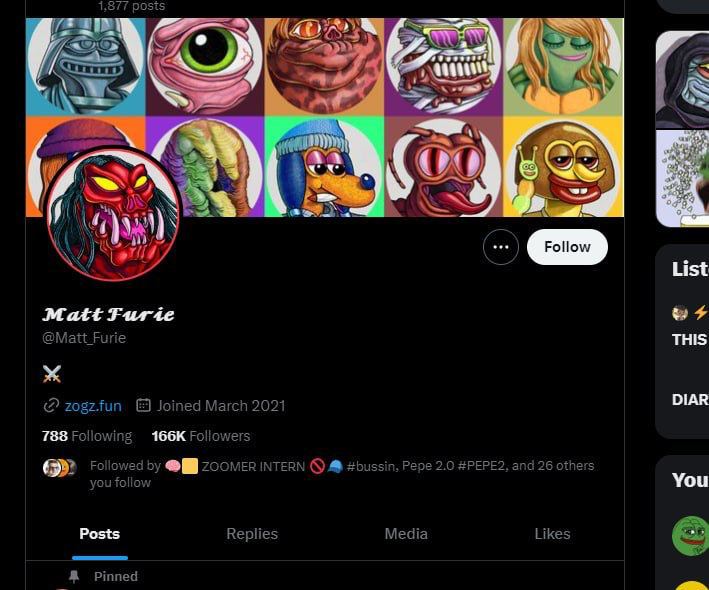 1,877 posts
Follow
𝓜𝓪𝓽𝓽 𝓕𝓾𝓻𝓲𝓮
@Matt_Furie
⚔️
zogz.fun Joined March 2021
788 Following 166K Followers
Followed by 🧠🟨 ZOOMER INTERN 🚫🧢 #bussin, Pepe 2.0 #PEPE2, and 26 others
you follow
Posts Replies Media Likes
Pinned
List
⚡
THIS
DIAR
You